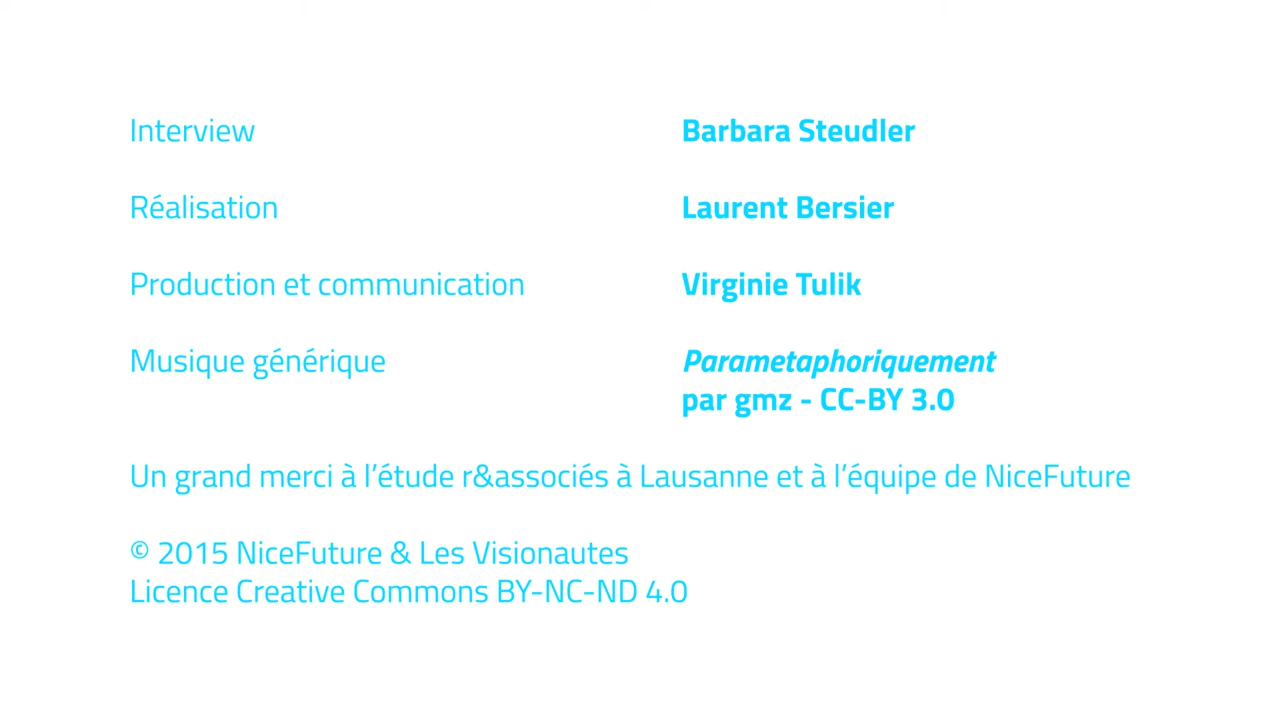 Interview Barbara Steudler
Réalisation Laurent Bersier
Production et communication Virginie Tulik
Musique générique Parametaphoriquement
par gmz - CC-BY 3.0
Un grand merci à l’étude r&associés à Lausanne et à l’équipe de NiceFuture
© 2015 NiceFuture & Les Visionautes
Licence Creative Commons BY-NC-ND 4.0